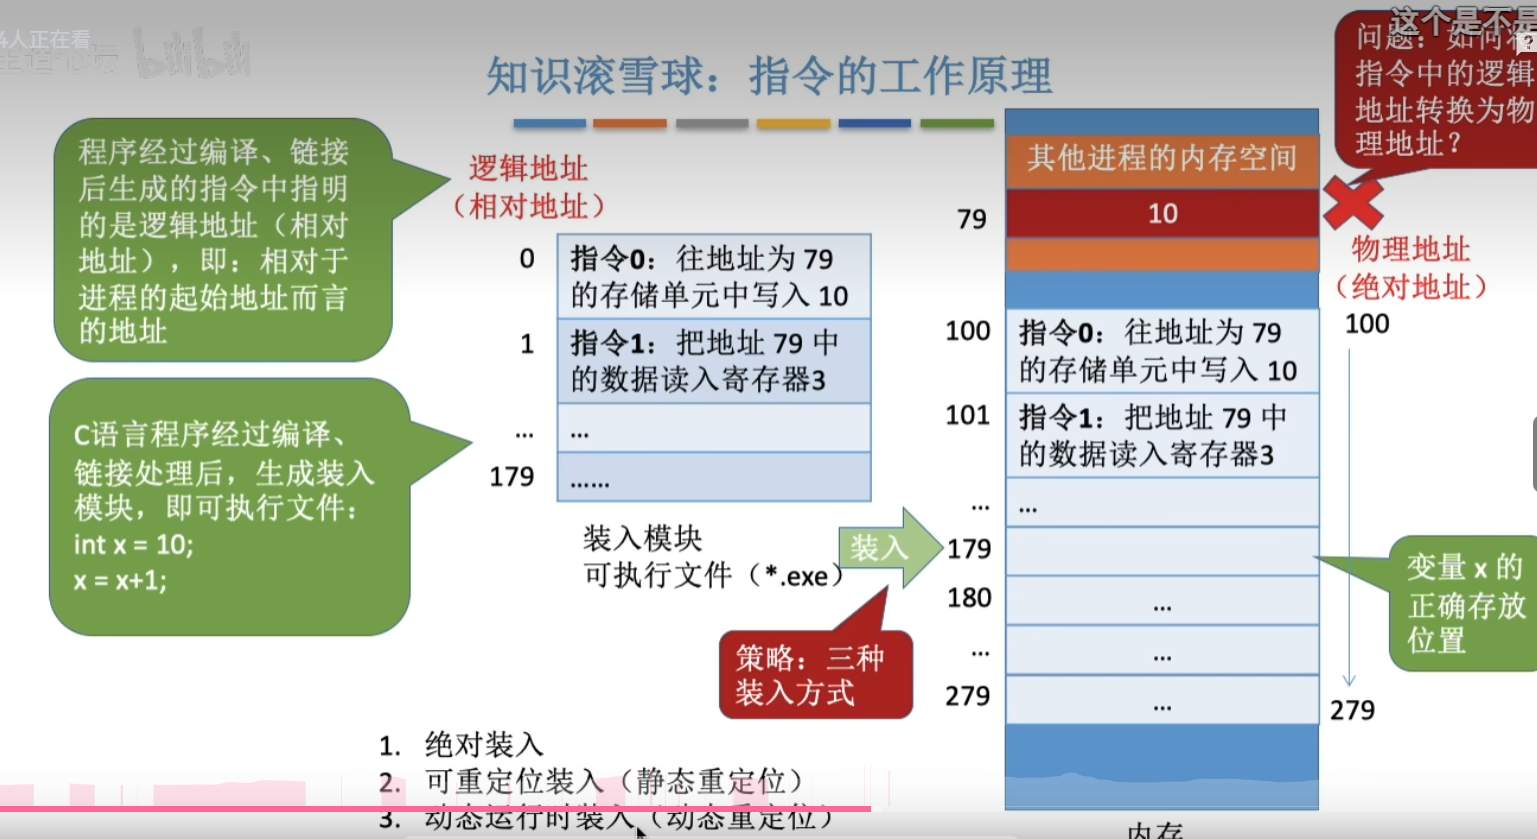 人正在看
bilibili
这个是不是
知识滚雪球：指令的工作原理
问题：如何将
指令中的逻辑
地址转换为物
理地址？
程序经过编译、链接
后生成的指令中指明
的是逻辑地址（相对
地址），即：相对于
进程的起始地址而言
的地址
C语言程序经过编译、
链接处理后，生成装入
模块，即可执行文件：
int x = 10;
x = x+1;
逻辑地址
（相对地址）
0
指令0：往地址为 79
的存储单元中写入 10
1
指令1：把地址 79 中
的数据读入寄存器3
...
...
179
......
装入模块
可执行文件（*.exe）
装入
策略：三种
装入方式
1. 绝对装入
2. 可重定位装入（静态重定位）
3. 动态运行时装入（动态重定位）
其他进程的内存空间
79
10
物理地址
（绝对地址）
100
100
指令0：往地址为 79
的存储单元中写入 10
101
指令1：把地址 79 中
的数据读入寄存器3
...
...
179
180
...
...
...
279
...
279
变量 x 的
正确存放
位置
内存